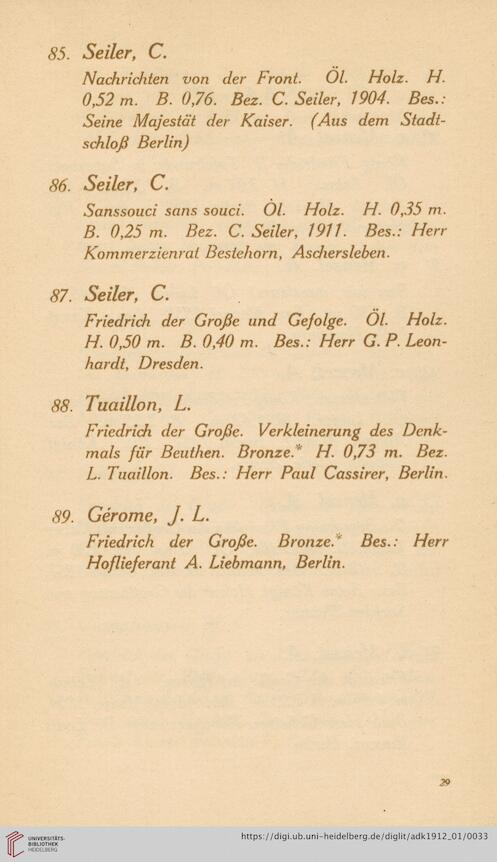 85. Seiler, C.
Nachrichten von der Front. Öl. Holz. H.
0,52 m. B. 0,76. Bez. C. Seiler, 1904. Bes.:
Seine Majestät der Kaiser. (Aus dem Stadt-
schloß Berlin)
86. Seiler, C.
Sanssouci sans souci. Öl. Holz. H. 0,35 m.
B. 0,25 m. Bez. C. Seiler, 1911. Bes.: Herr
Kommerzienrat Bestehorn, Aschersleben.
87. Seiler, C.
Friedrich der Große und Gefolge. Öl. Holz.
H. 0,50 m. B. 0,40 m. Bes.: Herr G. P. Leon-
hardt, Dresden.
88. Tuaillon, L.
Friedrich der Große. Verkleinerung des Denk-
mals für Beuthen. Bronze.* H. 0,73 m. Bez.
L. Tuaillon. Bes.: Herr Paul Cassirer, Berlin.
89. Gérome, J. L.
Friedrich der Große. Bronze.* Bes.: Herr
Hoflieferant A. Liebmann, Berlin.
29
UNIVERSITÄTS-
BIBLIOTHEK
HEIDELBERG
https://digi.ub.uni-heidelberg.de/diglit/adk1912_01/0033